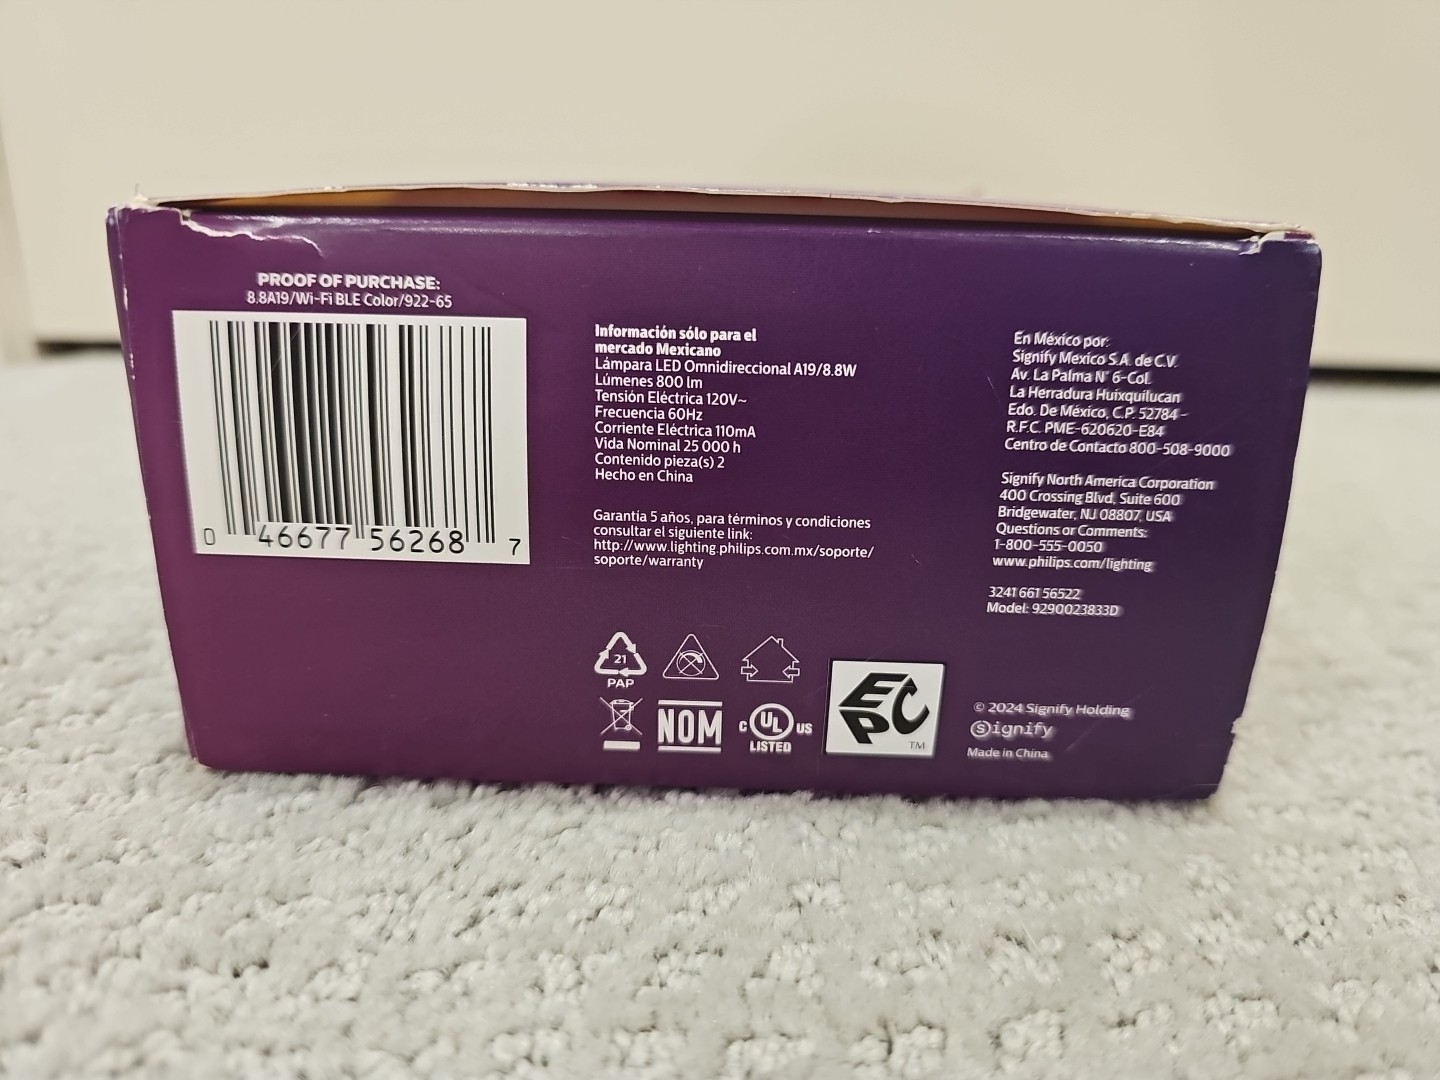 PROOF OF PURCHASE:
8.8A19/Wi-Fi BLE Color/922-65
0 46677 56268 7
Información sólo para el
mercado Mexicano
Lámpara LED Omnidireccional A19/8.8W
Lúmenes 800 lm
Tensión Eléctrica 120V~
Frecuencia 60Hz
Corriente Eléctrica 110mA
Vida Nominal 25 000 h
Contenido pieza(s) 2
Hecho en China
Garantía 5 años, para términos y condiciones
consultar el siguiente link:
http://www.lighting.philips.com.mx/soporte/
soporte/warranty
21
PAP
NOM
C UL US
LISTED
EPC
TM
En México por:
Signify Mexico S.A. de C.V.
Av. La Palma N° 6-Col.
La Herradura Huixquilucan
Edo. De México, C.P. 52784 -
R.F.C. PME-620620-E84
Centro de Contacto 800-508-9000
Signify North America Corporation
400 Crossing Blvd, Suite 600
Bridgewater, NJ 08807, USA
Questions or Comments:
1-800-555-0050
www.philips.com/lighting
3241 661 56522
Model: 9290023833D
© 2024 Signify Holding
Signify
Made in China